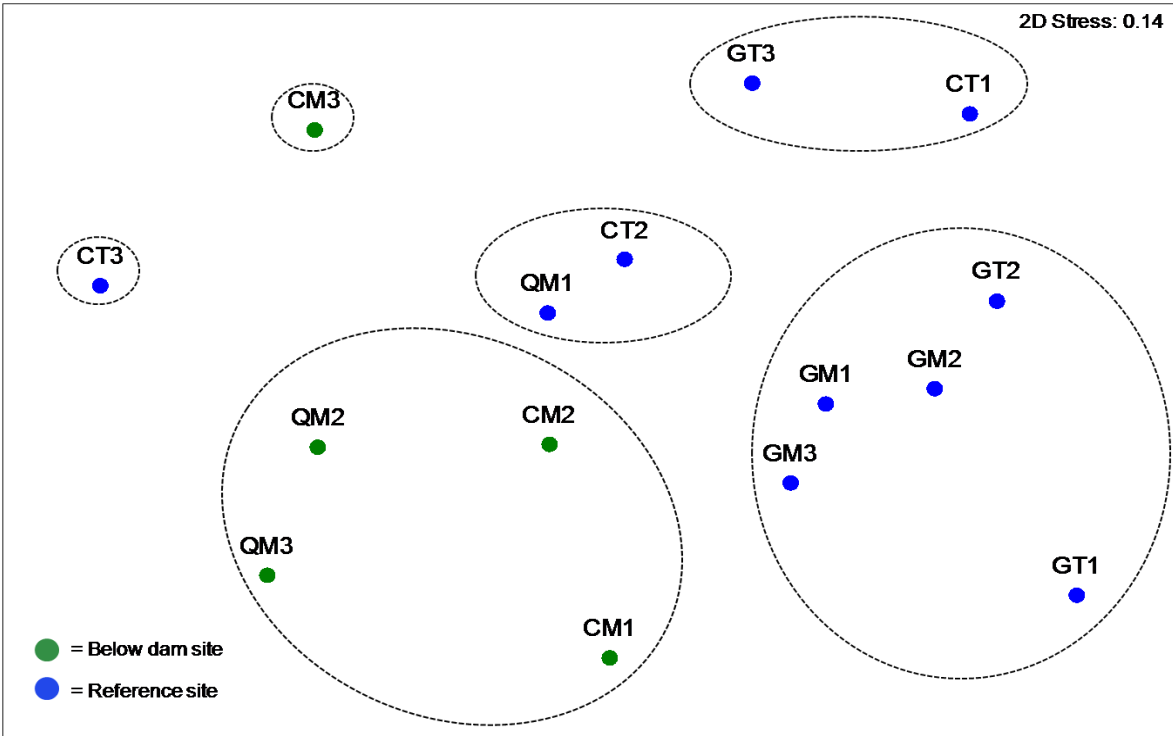 2D Stress: 0.14
GT3
CT1
CM3
CT2
CT3
GT2
QM1
GM2
GM1
CM2
QM2
GM3
QM3
GT1
CM1
= Below dam site
= Reference site